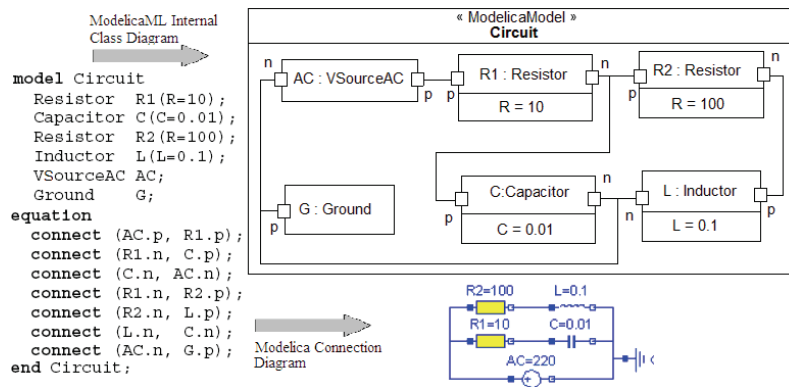 ModelicaML Internal
Class Diagram
model Circuit
Resistor R1(R=10);
Capacitor C(C=0.01);
Resistor R2(R=100);
Inductor L(L=0.1);
VSourceAC AC;
Ground G;
equation
connect (AC.p, R1.p);
connect (R1.n, C.p);
connect (C.n, AC.n);
connect (R1.n, R2.p);
connect (R2.n, L.p);
connect (L.n, C.n);
connect (AC.n, G.p);
end Circuit;
« ModelicaModel »
Circuit
n
AC : VSourceAC
p
p
R1 : Resistor
R = 10
n
p
R2 : Resistor
R = 100
n
p
G : Ground
p
C:Capacitor
C = 0.01
n
n
L : Inductor
L = 0.1
p
Modelica Connection
Diagram
R2=100
L=0.1
R1=10
C=0.01
AC=220